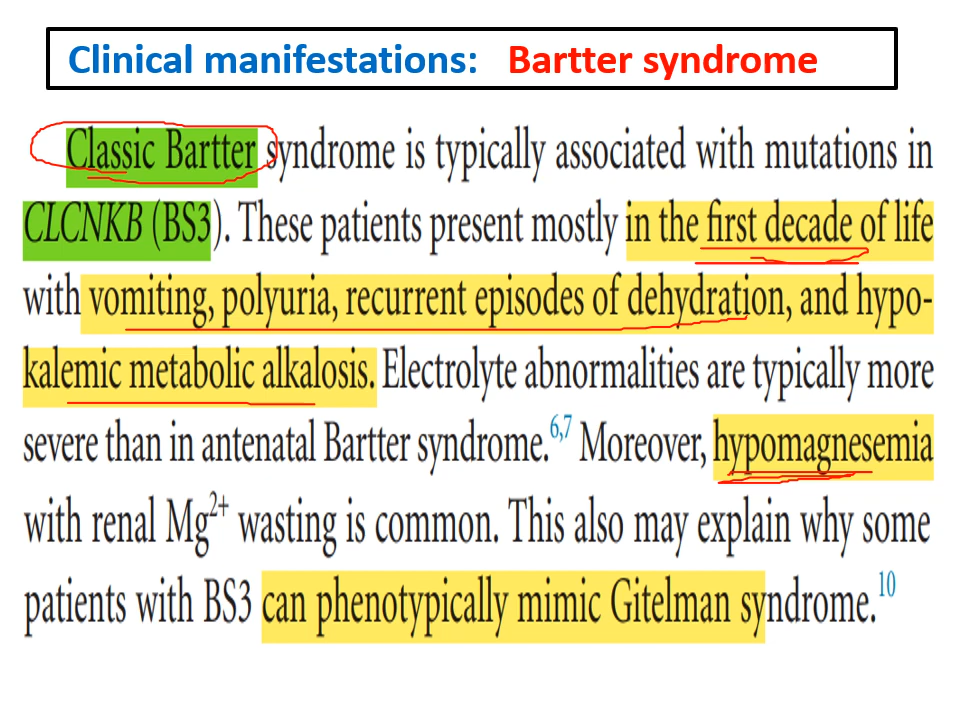 Clinical manifestations: Bartter syndrome
Classic Bartter syndrome is typically associated with mutations in
CLCNKB (BS3). These patients present mostly in the first decade of life
with vomiting, polyuria, recurrent episodes of dehydration, and hypo-
kalemic metabolic alkalosis. Electrolyte abnormalities are typically more
severe than in antenatal Bartter syndrome.6,7 Moreover, hypomagnesemia
with renal Mg2+ wasting is common. This also may explain why some
patients with BS3 can phenotypically mimic Gitelman syndrome.10